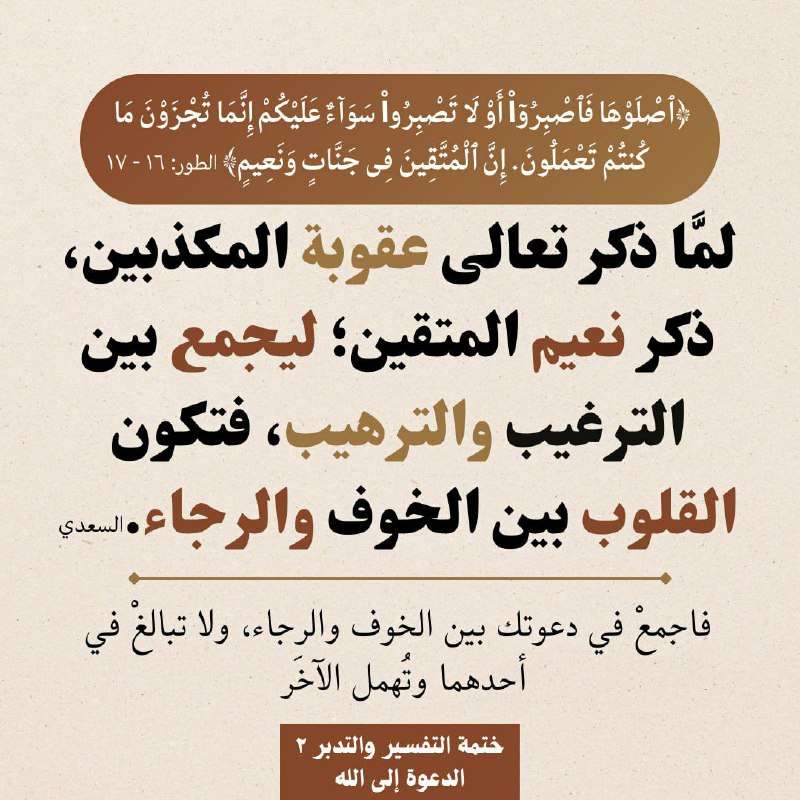 ﴿ٱصْلَوْهَا فَٱصْبِرُوٓا۟ أَوْ لَا تَصْبِرُوا۟ سَوَآءٌ عَلَيْكُمْ إِنَّمَا تُجْزَوْنَ مَا
كُنتُمْ تَعْمَلُونَ. إِنَّ ٱلْمُتَّقِينَ فِى جَنَّاتٍ وَنَعِيمٍ﴾ الطور: ١٦ - ١٧
لمَّا ذكر تعالى عقوبة المكذبين،
ذكر نعيم المتقين؛ ليجمع بين
الترغيب والترهيب، فتكون
القلوب بين الخوف والرجاء. السعدي
فاجمعْ في دعوتك بين الخوف والرجاء، ولا تبالغْ في
أحدهما وتُهمل الآخَر
ختمة التفسير والتدبر ٢
الدعوة إلى الله